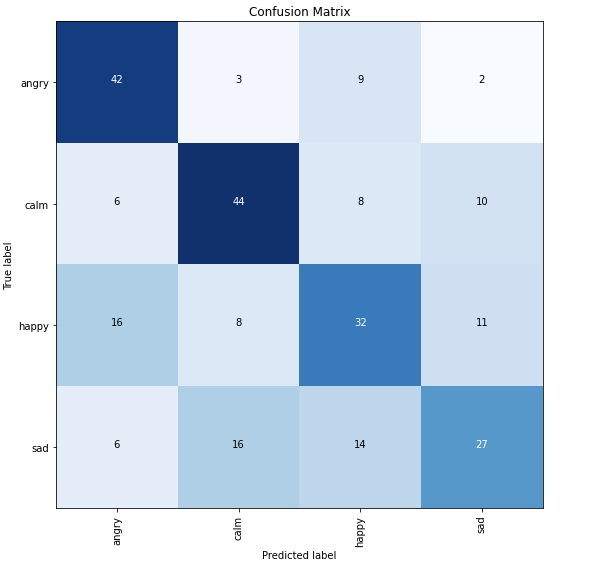 Confusion Matrix
True label
angry 42 3 9 2
calm 6 44 8 10
happy 16 8 32 11
sad 6 16 14 27
angry calm happy sad
Predicted label